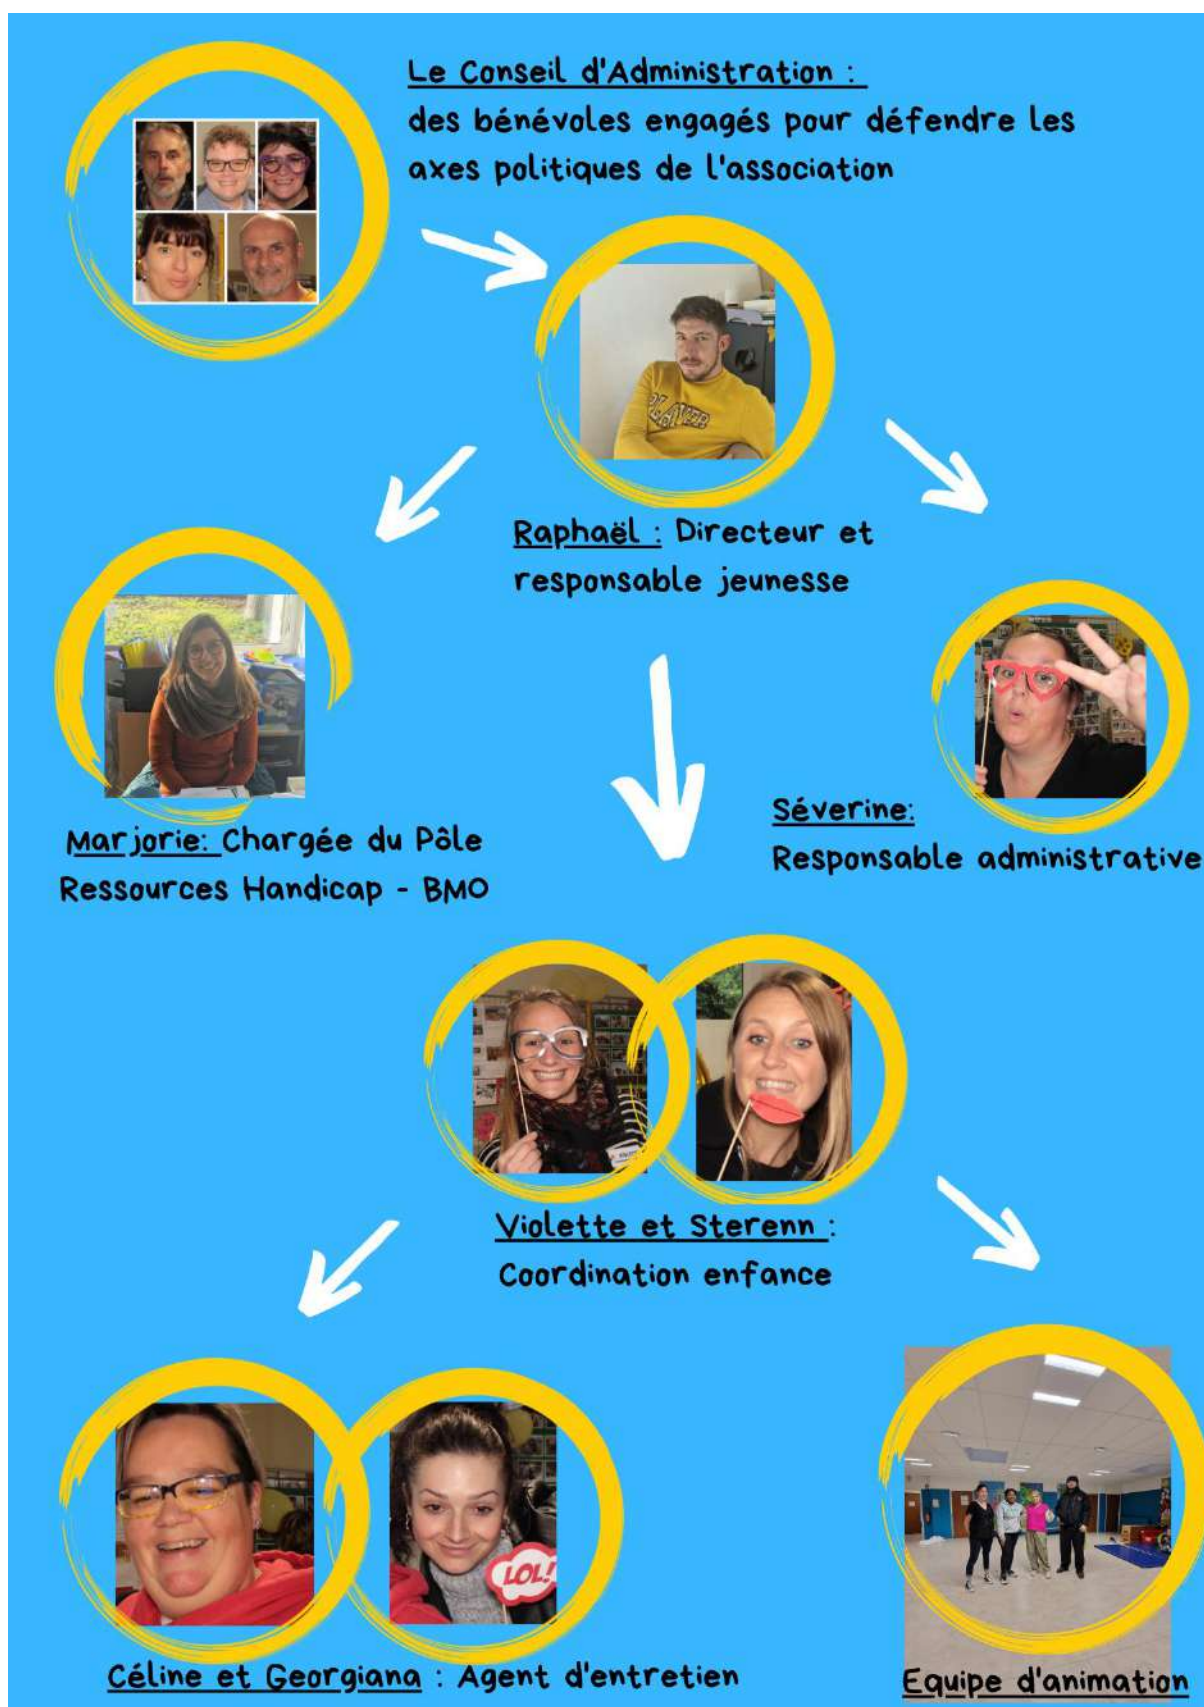 Le Conseil d'Administration :
des bénévoles engagés pour défendre les
axes politiques de l'association
PLAYER
Raphaël : Directeur et
responsable jeunesse
Marjorie: Chargée du Pôle
Ressources Handicap - BMO
Séverine:
Responsable administrative
Violette et Sterenn :
Coordination enfance
LOL!
Céline et Georgiana : Agent d'entretien
Equipe d'animation